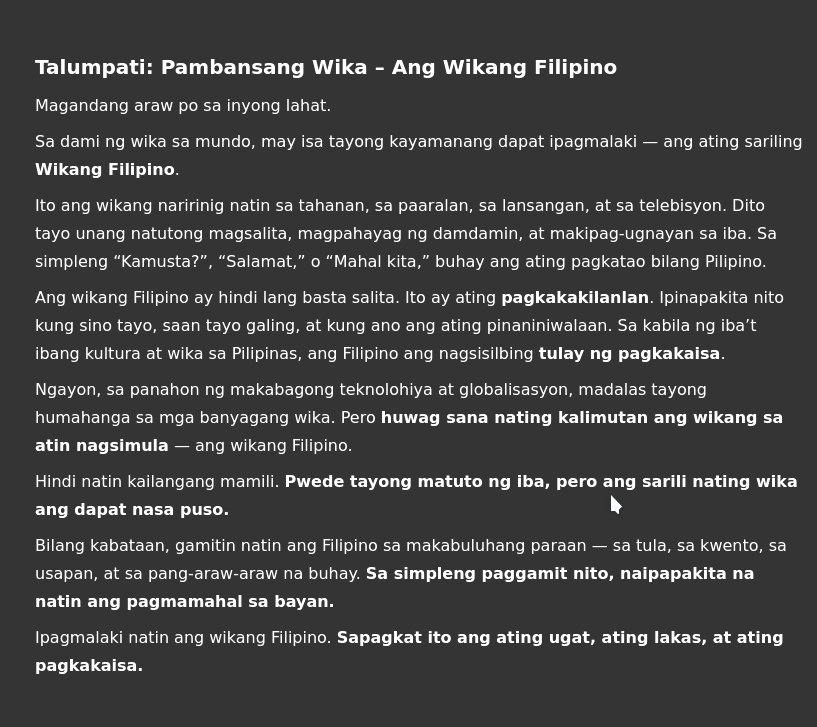 Talumpati: Pambansang Wika – Ang Wikang Filipino
Magandang araw po sa inyong lahat.
Sa dami ng wika sa mundo, may isa tayong kayamanang dapat ipagmalaki — ang ating sariling
Wikang Filipino.
Ito ang wikang naririnig natin sa tahanan, sa paaralan, sa lansangan, at sa telebisyon. Dito
tayo unang natutong magsalita, magpahayag ng damdamin, at makipag-ugnayan sa iba. Sa
simpleng “Kamusta?”, “Salamat,” o “Mahal kita,” buhay ang ating pagkatao bilang Pilipino.
Ang wikang Filipino ay hindi lang basta salita. Ito ay ating pagkakakilanlan. Ipinapakita nito
kung sino tayo, saan tayo galing, at kung ano ang ating pinaniniwalaan. Sa kabila ng iba’t
ibang kultura at wika sa Pilipinas, ang Filipino ang nagsisilbing tulay ng pagkakaisa.
Ngayon, sa panahon ng makabagong teknolohiya at globalisasyon, madalas tayong
humahanga sa mga banyagang wika. Pero huwag sana nating kalimutan ang wikang sa
atin nagsimula — ang wikang Filipino.
Hindi natin kailangang mamili. Pwede tayong matuto ng iba, pero ang sarili nating wika
ang dapat nasa puso.
Bilang kabataan, gamitin natin ang Filipino sa makabuluhang paraan — sa tula, sa kwento, sa
usapan, at sa pang-araw-araw na buhay. Sa simpleng paggamit nito, naipapakita na
natin ang pagmamahal sa bayan.
Ipagmalaki natin ang wikang Filipino. Sapagkat ito ang ating ugat, ating lakas, at ating
pagkakaisa.